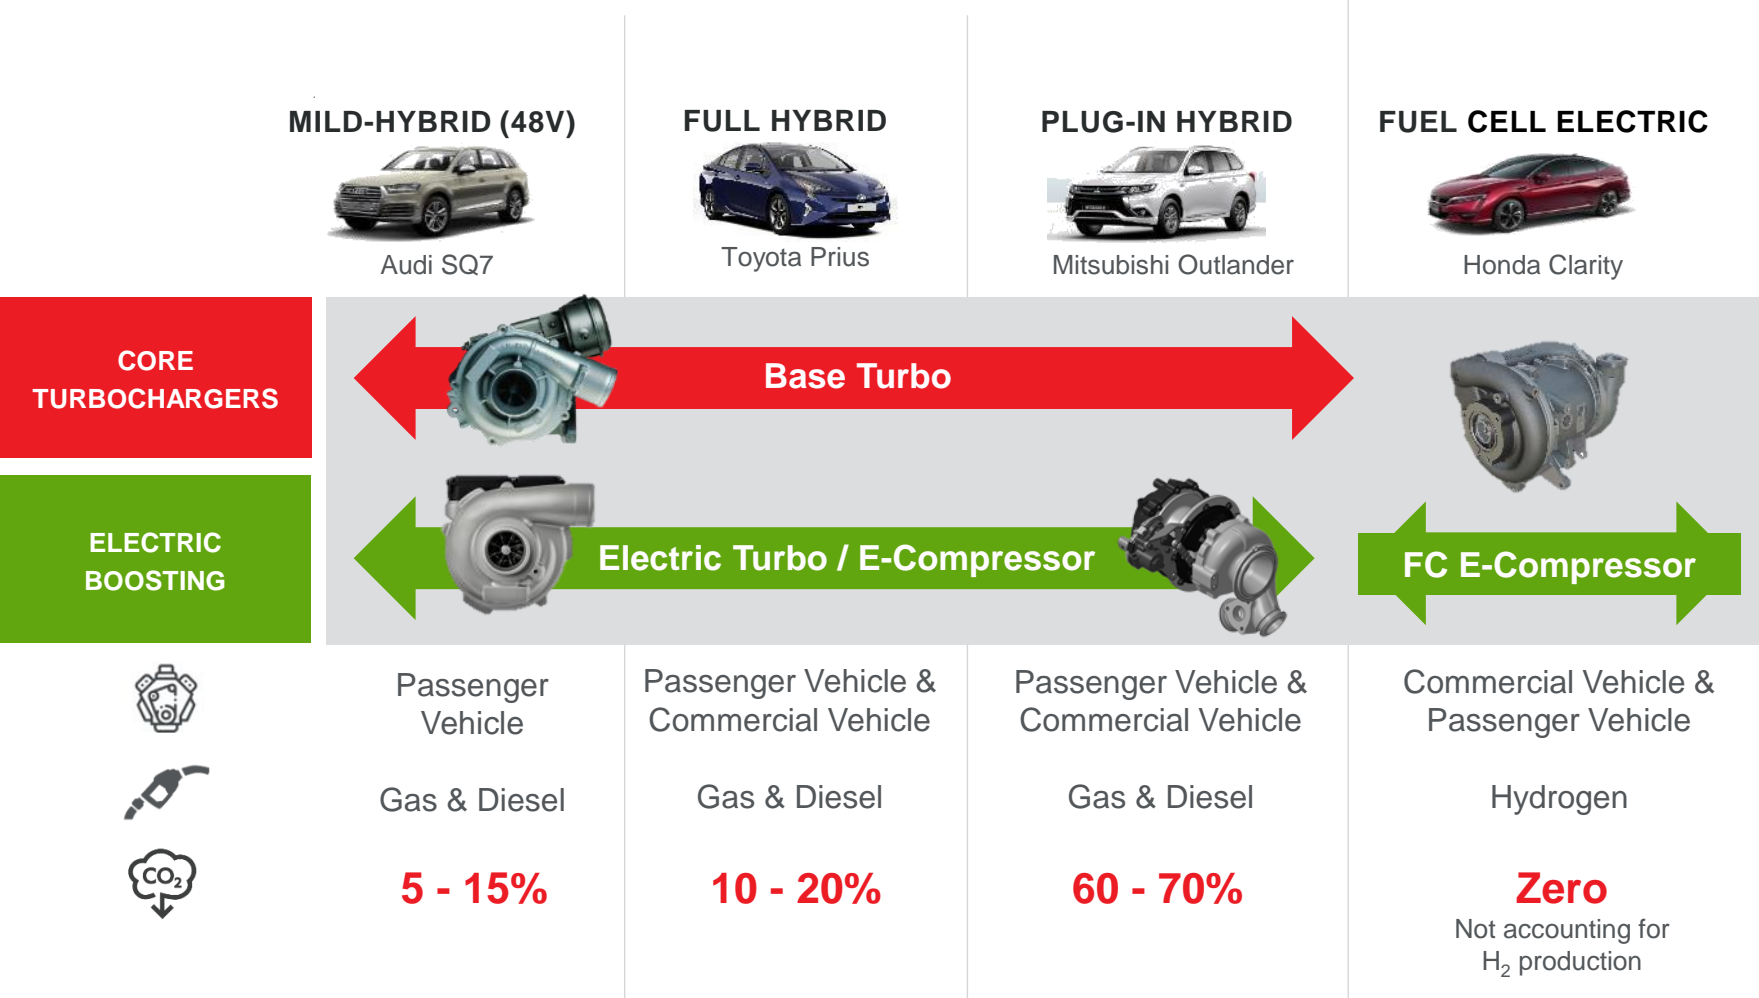 MILD-HYBRID (48V)
FULL HYBRID
PLUG-IN HYBRID
FUEL CELL ELECTRIC
Audi SQ7
Toyota Prius
Mitsubishi Outlander
Honda Clarity
CORE
TURBOCHARGERS
Base Turbo
ELECTRIC
BOOSTING
Electric Turbo / E-Compressor
FC E-Compressor
Passenger
Vehicle
Passenger Vehicle &
Commercial Vehicle
Passenger Vehicle &
Commercial Vehicle
Commercial Vehicle &
Passenger Vehicle
Gas & Diesel
Gas & Diesel
Gas & Diesel
Hydrogen
CO₂
5 - 15%
10 - 20%
60 - 70%
Zero
Not accounting for
H₂ production